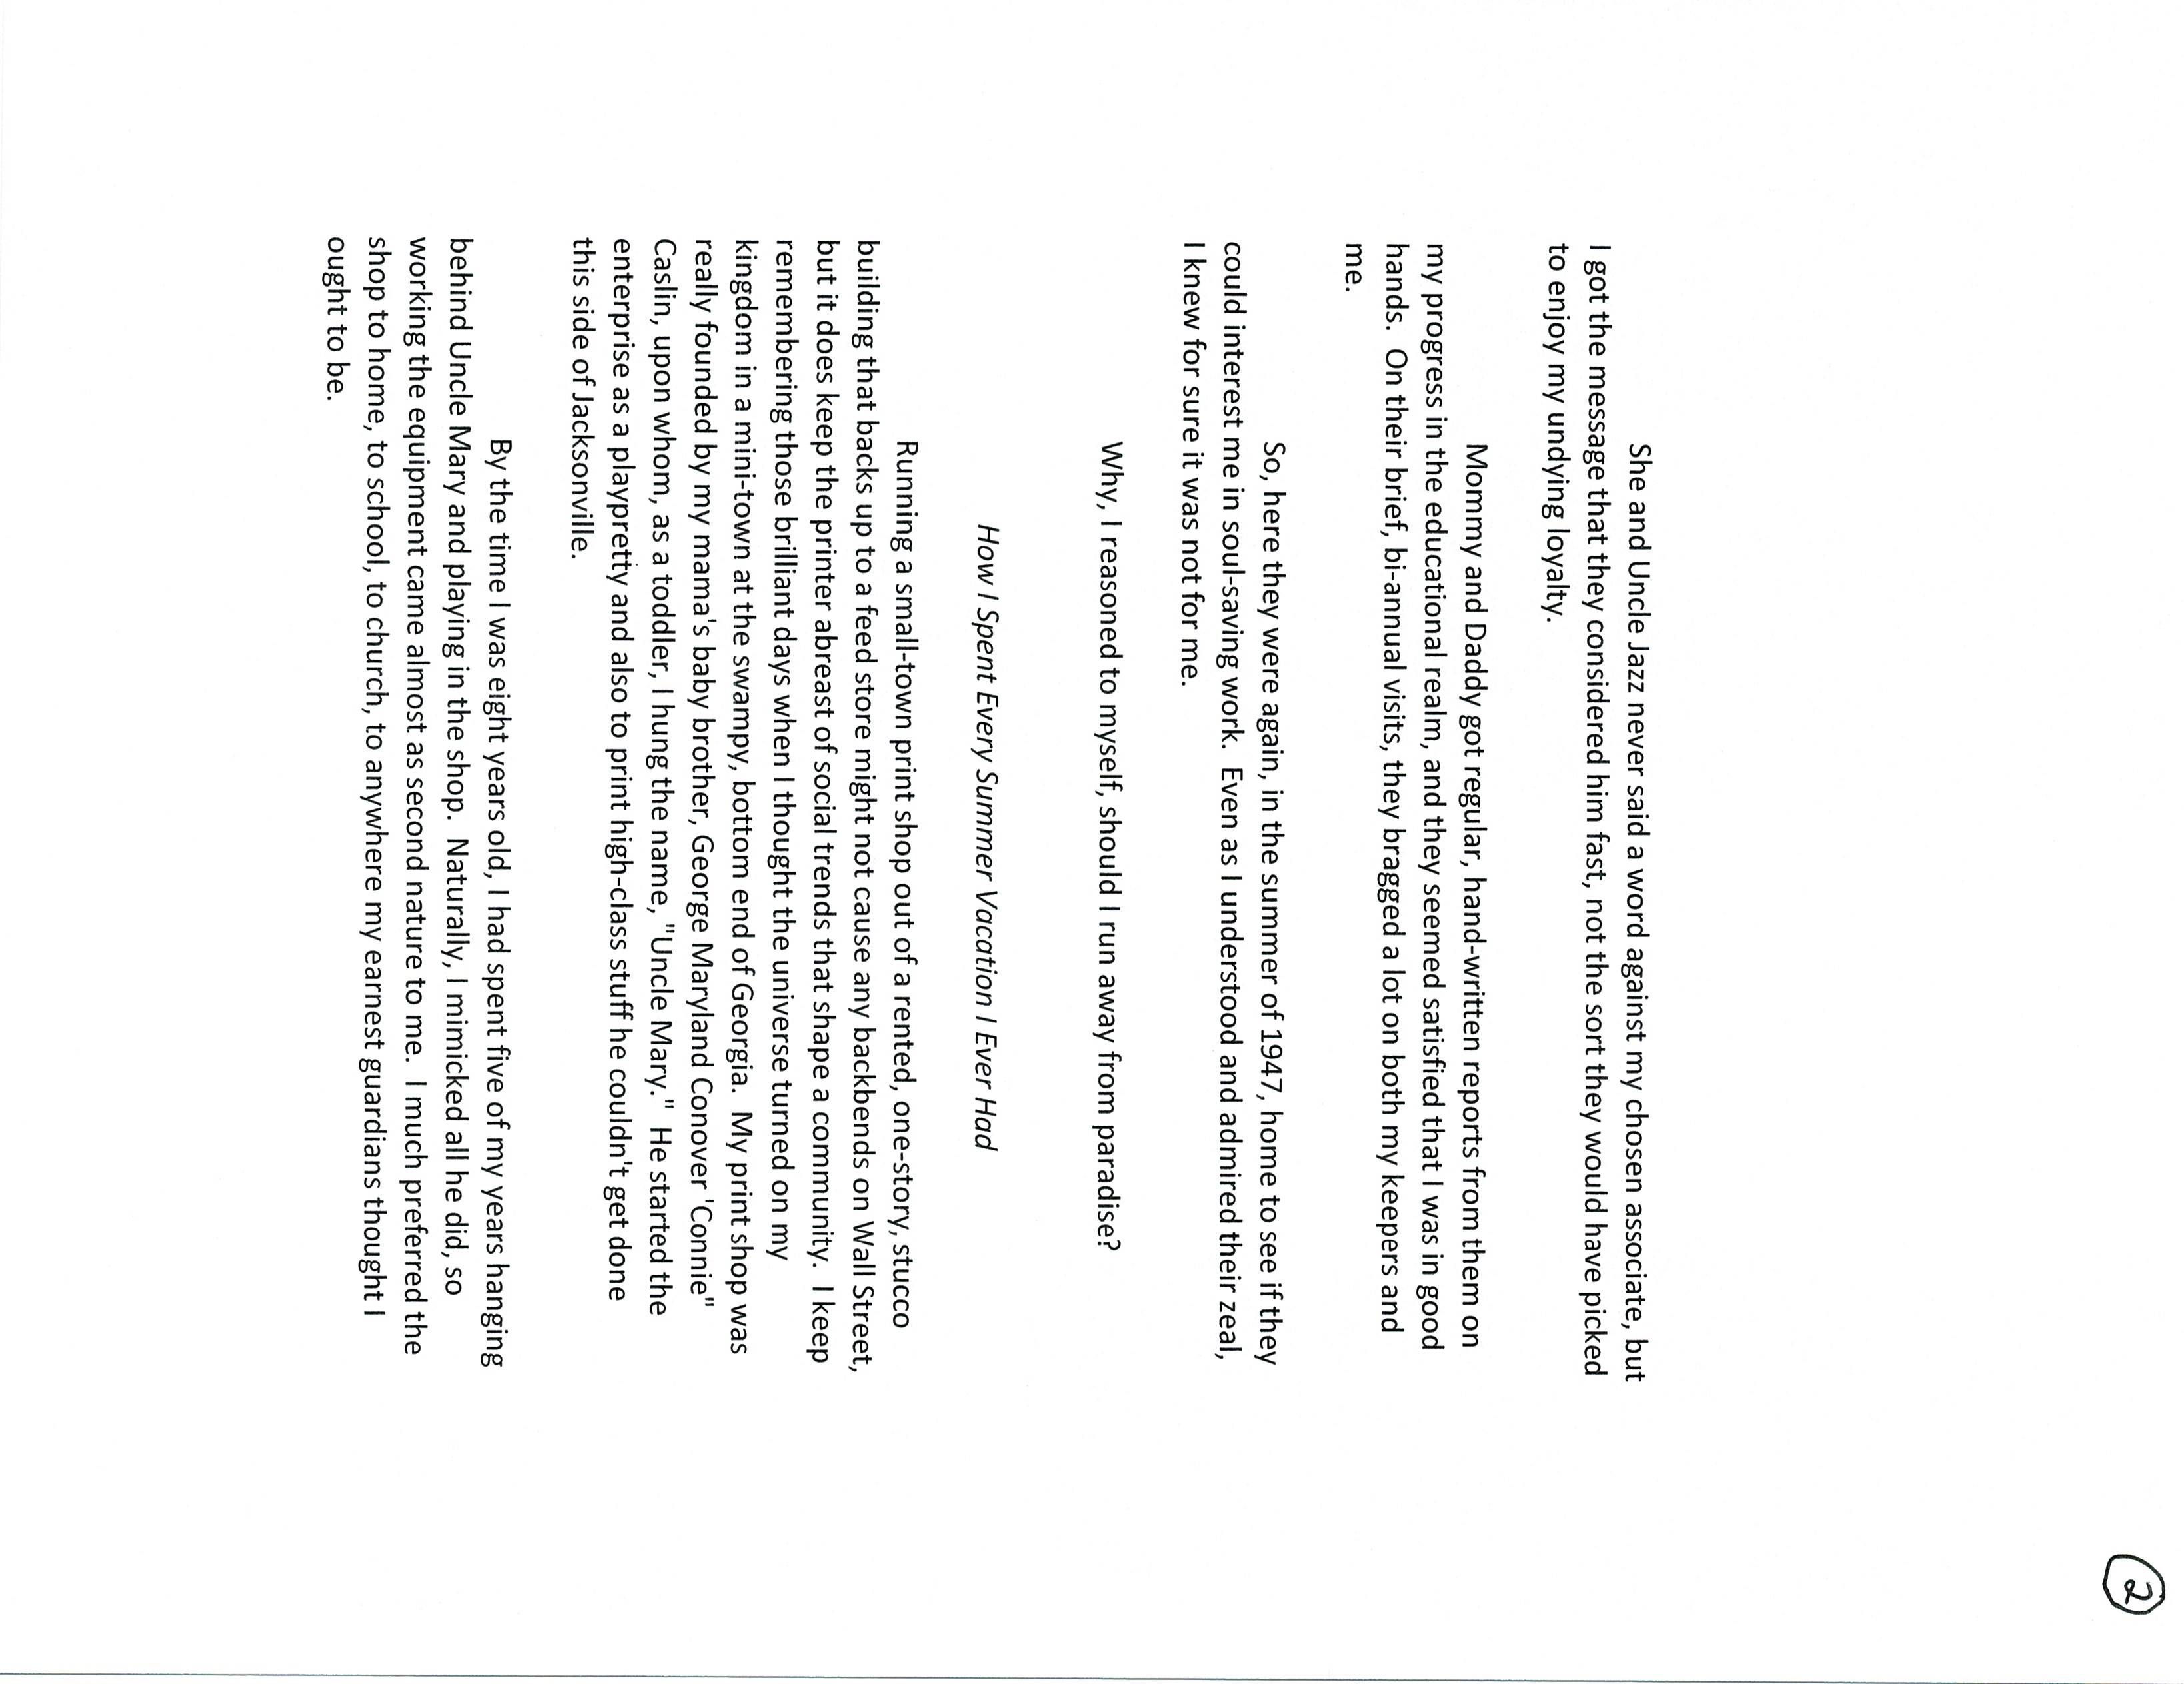 2
She and Uncle Jazz never said a word against my chosen associate, but
I got the message that they considered him fast, not the sort they would have picked
to enjoy my undying loyalty.
Mommy and Daddy got regular, hand-written reports from them on
my progress in the educational realm, and they seemed satisfied that I was in good
hands.  On their brief, bi-annual visits, they bragged a lot on both my keepers and
me.
So, here they were again, in the summer of 1947, home to see if they
could interest me in soul-saving work.  Even as I understood and admired their zeal,
I knew for sure it was not for me.
Why, I reasoned to myself, should I run away from paradise?
How I Spent Every Summer Vacation I Ever Had
Running a small-town print shop out of a rented, one-story, stucco
building that backs up to a feed store might not cause any backbends on Wall Street,
but it does keep the printer abreast of social trends that shape a community.  I keep
remembering those brilliant days when I thought the universe turned on my
kingdom in a mini-town at the swampy, bottom end of Georgia.  My print shop was
really founded by my mama's baby brother, George Maryland Conover 'Connie"
Caslin, upon whom, as a toddler, I hung the name, "Uncle Mary."  He started the
enterprise as a playpretty and also to print high-class stuff he couldn't get done
this side of Jacksonville.
By the time I was eight years old, I had spent five of my years hanging
behind Uncle Mary and playing in the shop.  Naturally, I mimicked all he did, so
working the equipment came almost as second nature to me.  I much preferred the
shop to home, to school, to church, to anywhere my earnest guardians thought I
ought to be.